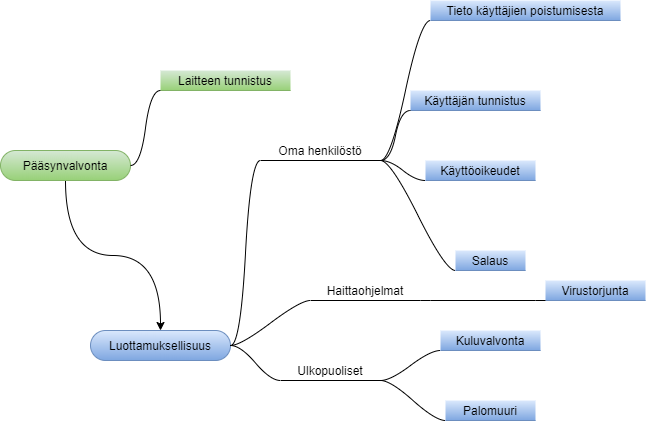 Tieto käyttäjien poistumisesta
Laitteen tunnistus
Käyttäjän tunnistus
Oma henkilöstö
Pääsynvalvonta
Käyttöoikeudet
Salaus
Haittaohjelmat
Virustorjunta
Luottamuksellisuus
Kuluvalvonta
Ulkopuoliset
Palomuuri